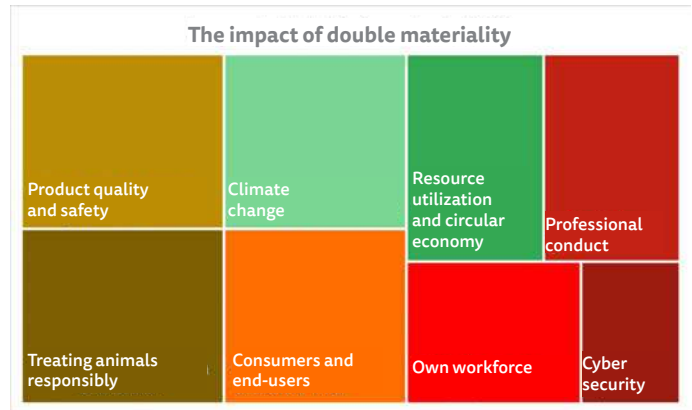 The impact of double materiality
Product quality
and safety
Climate
change
Resource
utilization
and circular
economy
Professional
conduct
Treating animals
responsibly
Consumers and
end-users
Own workforce
Cyber
security